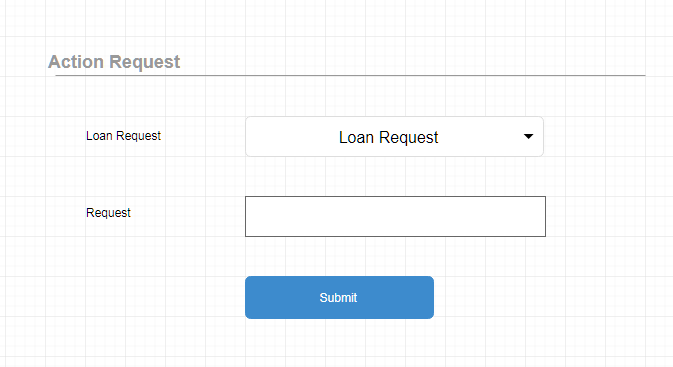 Action Request
Loan Request
Loan Request
Request
Submit